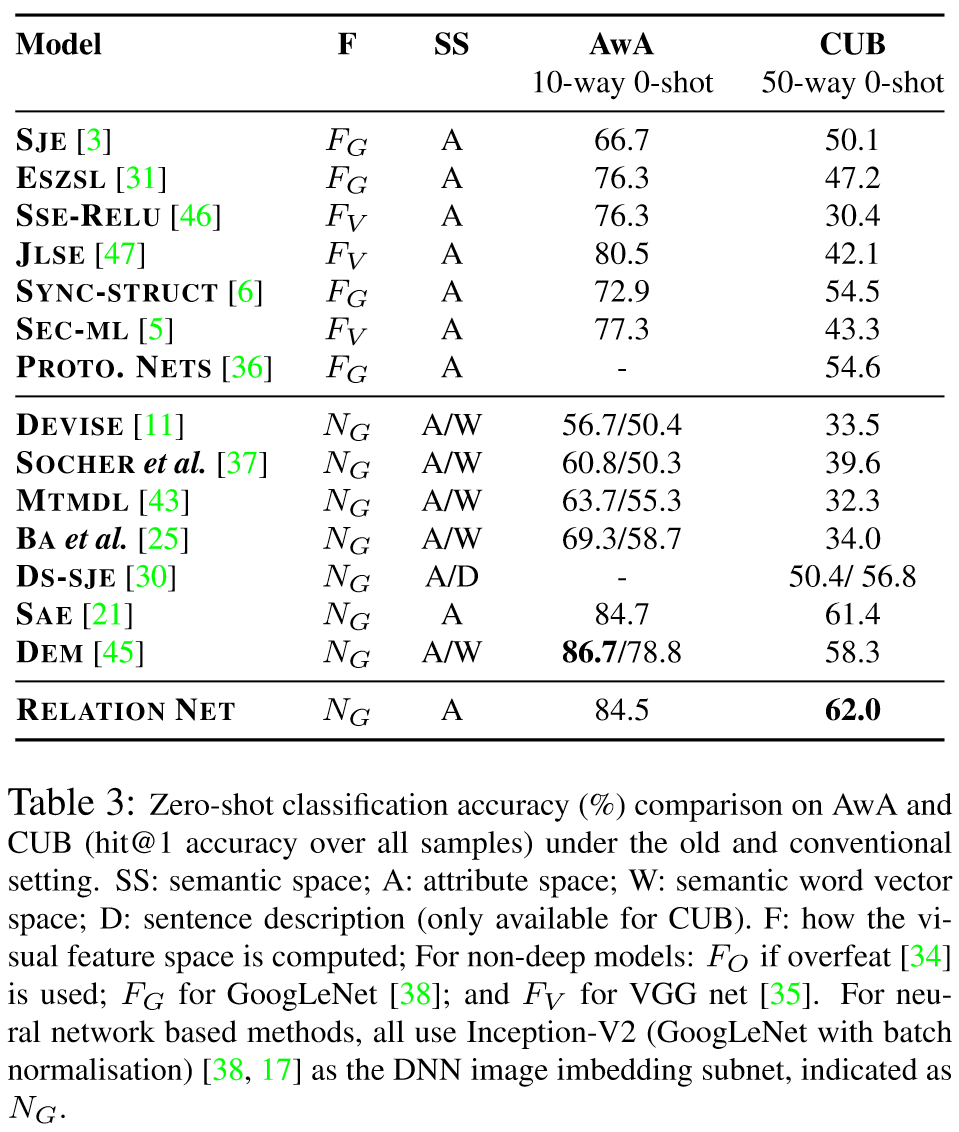 Model F SS AwA CUB
10-way 0-shot 50-way 0-shot
SJE [3] F_G A 66.7 50.1
ESZSL [31] F_G A 76.3 47.2
SSE-RELU [46] F_V A 76.3 30.4
JLSE [47] F_V A 80.5 42.1
SYNC-STRUCT [6] F_G A 72.9 54.5
SEC-ML [5] F_V A 77.3 43.3
PROTO. NETS [36] F_G A - 54.6
DEVISE [11] N_G A/W 56.7/50.4 33.5
SOCHER et al. [37] N_G A/W 60.8/50.3 39.6
MTMDL [43] N_G A/W 63.7/55.3 32.3
BA et al. [25] N_G A/W 69.3/58.7 34.0
DS-SJE [30] N_G A/D - 50.4/ 56.8
SAE [21] N_G A 84.7 61.4
DEM [45] N_G A/W 86.7/78.8 58.3
RELATION NET N_G A 84.5 62.0
Table 3: Zero-shot classification accuracy (%) comparison on AwA and
CUB (hit@1 accuracy over all samples) under the old and conventional
setting. SS: semantic space; A: attribute space; W: semantic word vector
space; D: sentence description (only available for CUB). F: how the vi-
sual feature space is computed; For non-deep models: F_O if overfeat [34]
is used; F_G for GoogLeNet [38]; and F_V for VGG net [35]. For neu-
ral network based methods, all use Inception-V2 (GoogLeNet with batch
normalisation) [38, 17] as the DNN image imbedding subnet, indicated as
N_G.